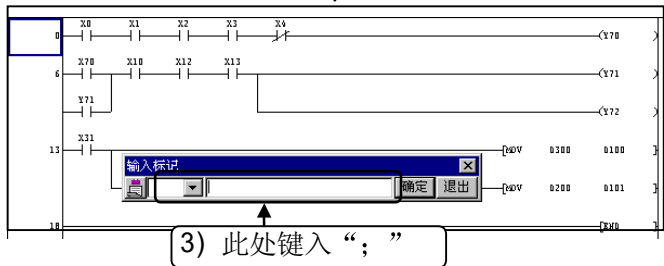 X0 X1 X2 X3 X4
0 (Y70 )
X70 X10 X12 X13
6 (Y71 )
Y71
(Y72 )
X31
13 [MOV D300 D100 ]
输入标记
确定 退出
[MOV D200 D101 ]
18 [END ]
3) 此处键入“；”